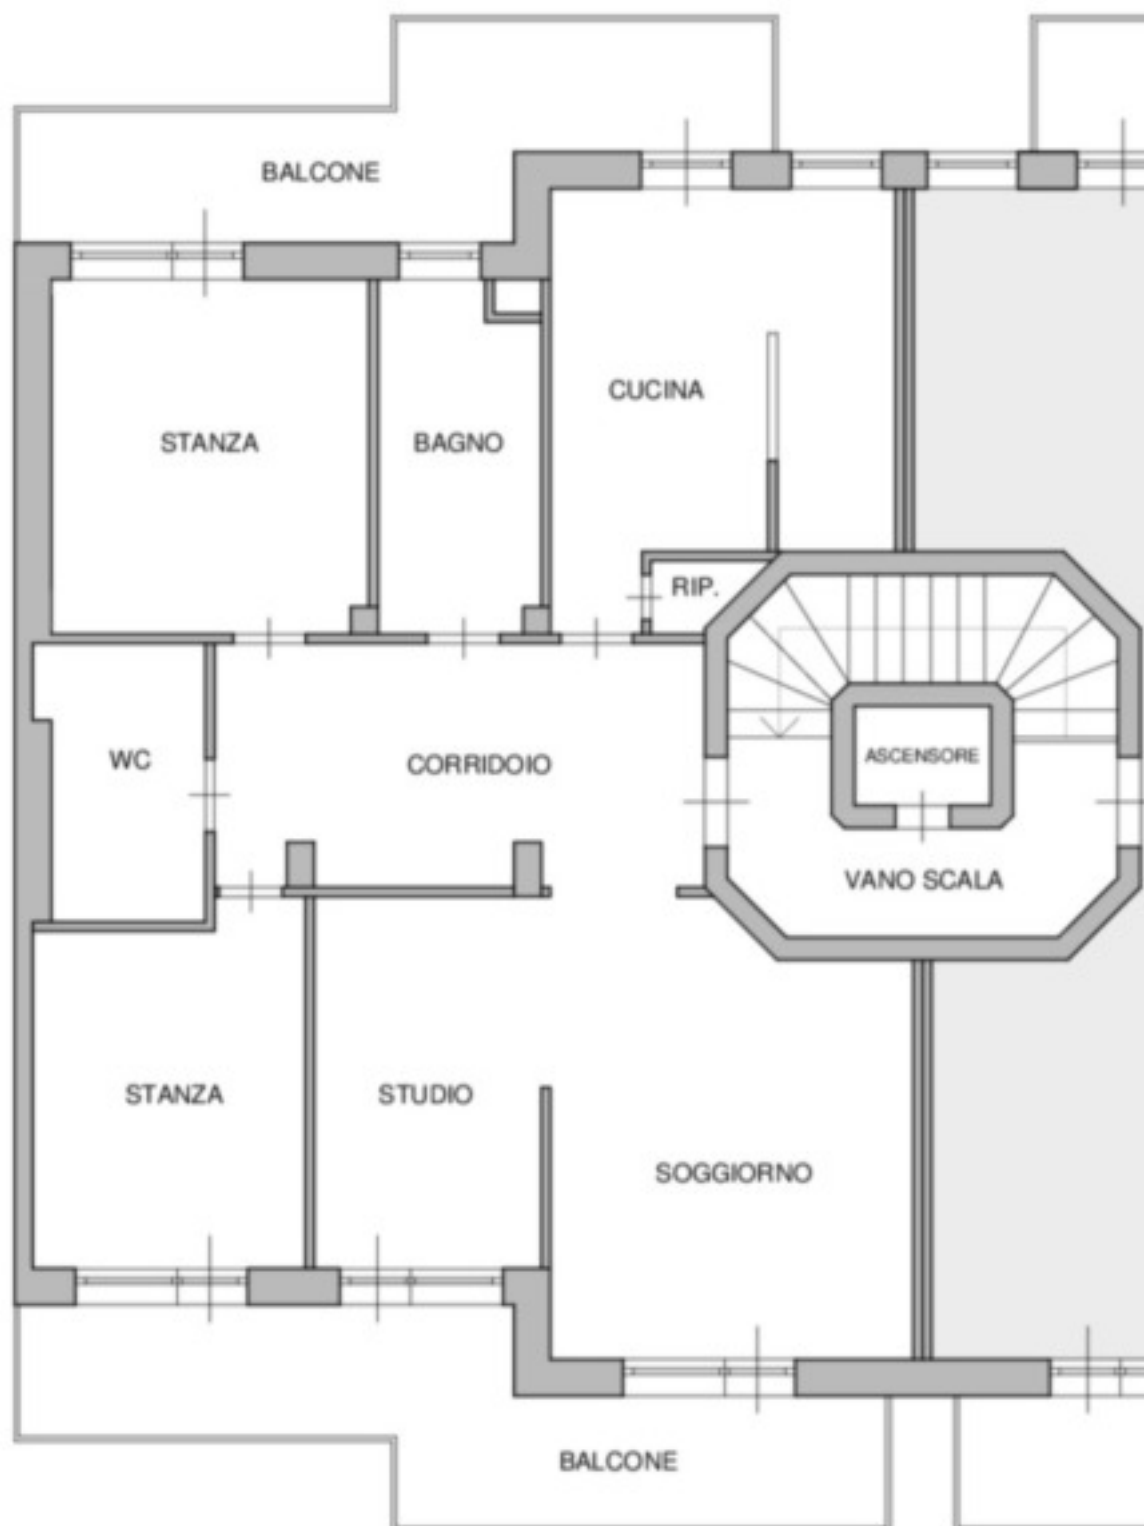 BALCONE
CUCINA
STANZA
BAGNO
RIP.
WC
CORRIDOIO
ASCENSORE
VANO SCALA
STANZA
STUDIO
SOGGIORNO
BALCONE